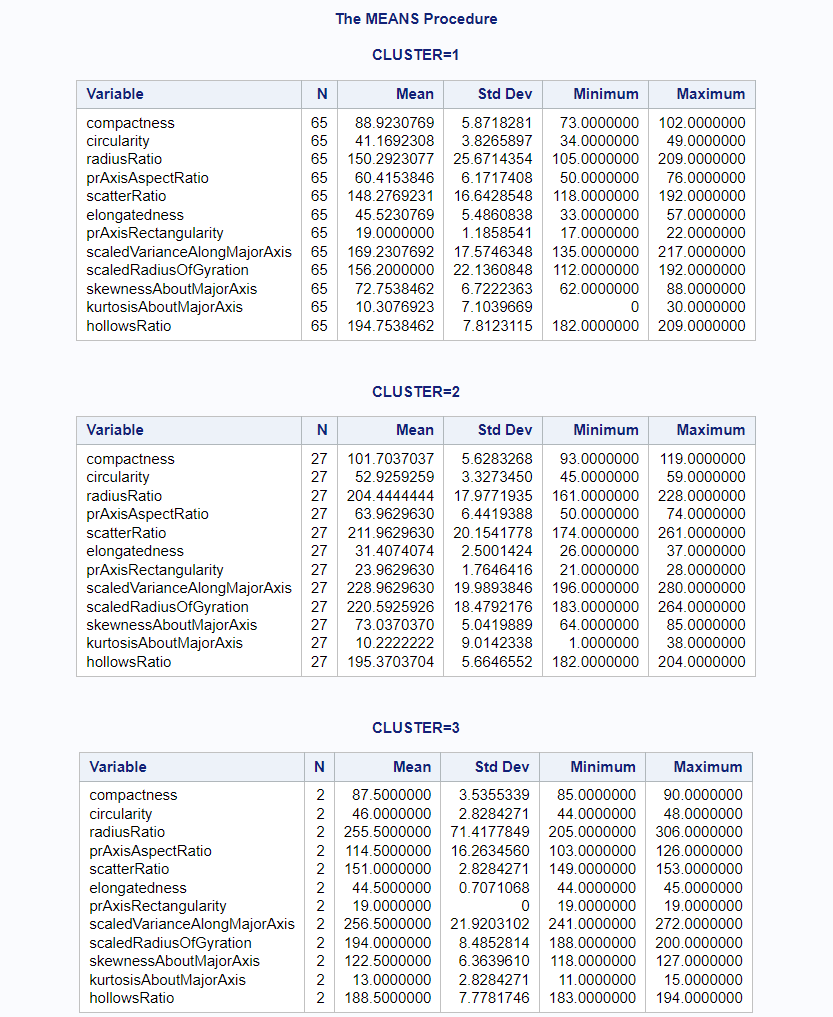 The MEANS Procedure
CLUSTER=1
Variable N Mean Std Dev Minimum Maximum
compactness 65 88.9230769 5.8718281 73.0000000 102.0000000
circularity 65 41.1692308 3.8265897 34.0000000 49.0000000
radiusRatio 65 150.2923077 25.6714354 105.0000000 209.0000000
prAxisAspectRatio 65 60.4153846 6.1717408 50.0000000 76.0000000
scatterRatio 65 148.2769231 16.6428548 118.0000000 192.0000000
elongatedness 65 45.5230769 5.4860838 33.0000000 57.0000000
prAxisRectangularity 65 19.0000000 1.1858541 17.0000000 22.0000000
scaledVarianceAlongMajorAxis 65 169.2307692 17.5746348 135.0000000 217.0000000
scaledRadiusOfGyration 65 156.2000000 22.1360848 112.0000000 192.0000000
skewnessAboutMajorAxis 65 72.7538462 6.7222363 62.0000000 88.0000000
kurtosisAboutMajorAxis 65 10.3076923 7.1039669 0 30.0000000
hollowsRatio 65 194.7538462 7.8123115 182.0000000 209.0000000
CLUSTER=2
Variable N Mean Std Dev Minimum Maximum
compactness 27 101.7037037 5.6283268 93.0000000 119.0000000
circularity 27 52.9259259 3.3273450 45.0000000 59.0000000
radiusRatio 27 204.4444444 17.9771935 161.0000000 228.0000000
prAxisAspectRatio 27 63.9629630 6.4419388 50.0000000 74.0000000
scatterRatio 27 211.9629630 20.1541778 174.0000000 261.0000000
elongatedness 27 31.4074074 2.5001424 26.0000000 37.0000000
prAxisRectangularity 27 23.9629630 1.7646416 21.0000000 28.0000000
scaledVarianceAlongMajorAxis 27 228.9629630 19.9893846 196.0000000 280.0000000
scaledRadiusOfGyration 27 220.5925926 18.4792176 183.0000000 264.0000000
skewnessAboutMajorAxis 27 73.0370370 5.0419889 64.0000000 85.0000000
kurtosisAboutMajorAxis 27 10.2222222 9.0142338 1.0000000 38.0000000
hollowsRatio 27 195.3703704 5.6646552 182.0000000 204.0000000
CLUSTER=3
Variable N Mean Std Dev Minimum Maximum
compactness 2 87.5000000 3.5355339 85.0000000 90.0000000
circularity 2 46.0000000 2.8284271 44.0000000 48.0000000
radiusRatio 2 255.5000000 71.4177849 205.0000000 306.0000000
prAxisAspectRatio 2 114.5000000 16.2634560 103.0000000 126.0000000
scatterRatio 2 151.0000000 2.8284271 149.0000000 153.0000000
elongatedness 2 44.5000000 0.7071068 44.0000000 45.0000000
prAxisRectangularity 2 19.0000000 0 19.0000000 19.0000000
scaledVarianceAlongMajorAxis 2 256.5000000 21.9203102 241.0000000 272.0000000
scaledRadiusOfGyration 2 194.0000000 8.4852814 188.0000000 200.0000000
skewnessAboutMajorAxis 2 122.5000000 6.3639610 118.0000000 127.0000000
kurtosisAboutMajorAxis 2 13.0000000 2.8284271 11.0000000 15.0000000
hollowsRatio 2 188.5000000 7.7781746 183.0000000 194.0000000